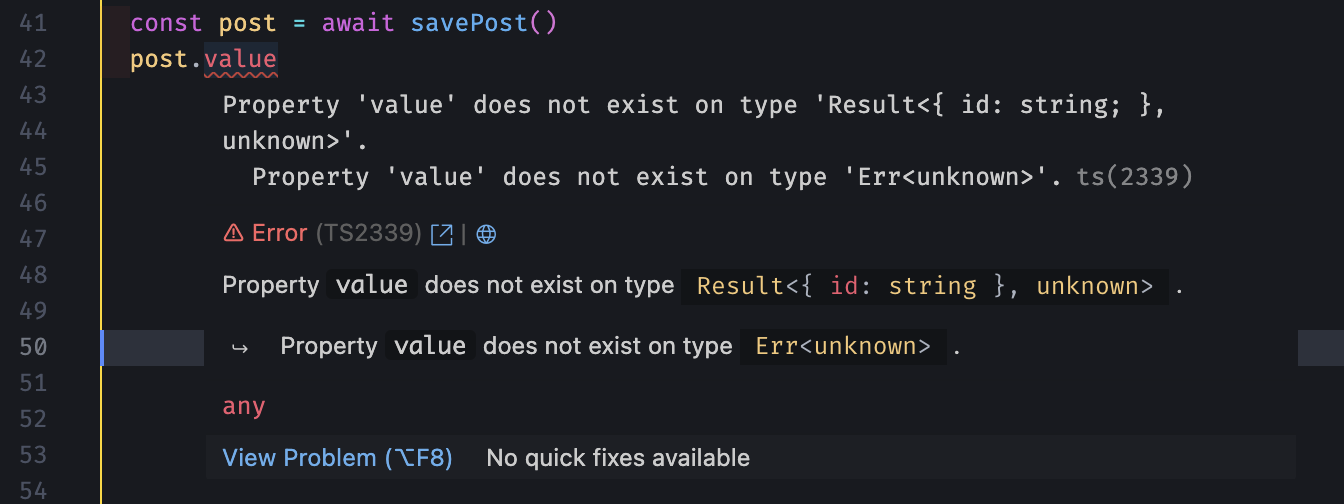 41 const post = await savePost()
42 post.value
43 Property 'value' does not exist on type 'Result<{ id: string; },
44 unknown>'.
45 Property 'value' does not exist on type 'Err<unknown>'. ts(2339)
46
47 Error (TS2339) |
48 Property value does not exist on type Result<{ id: string }, unknown> .
49
50 ↪ Property value does not exist on type Err<unknown> .
51
52 any
53 View Problem (⌥F8) No quick fixes available
54